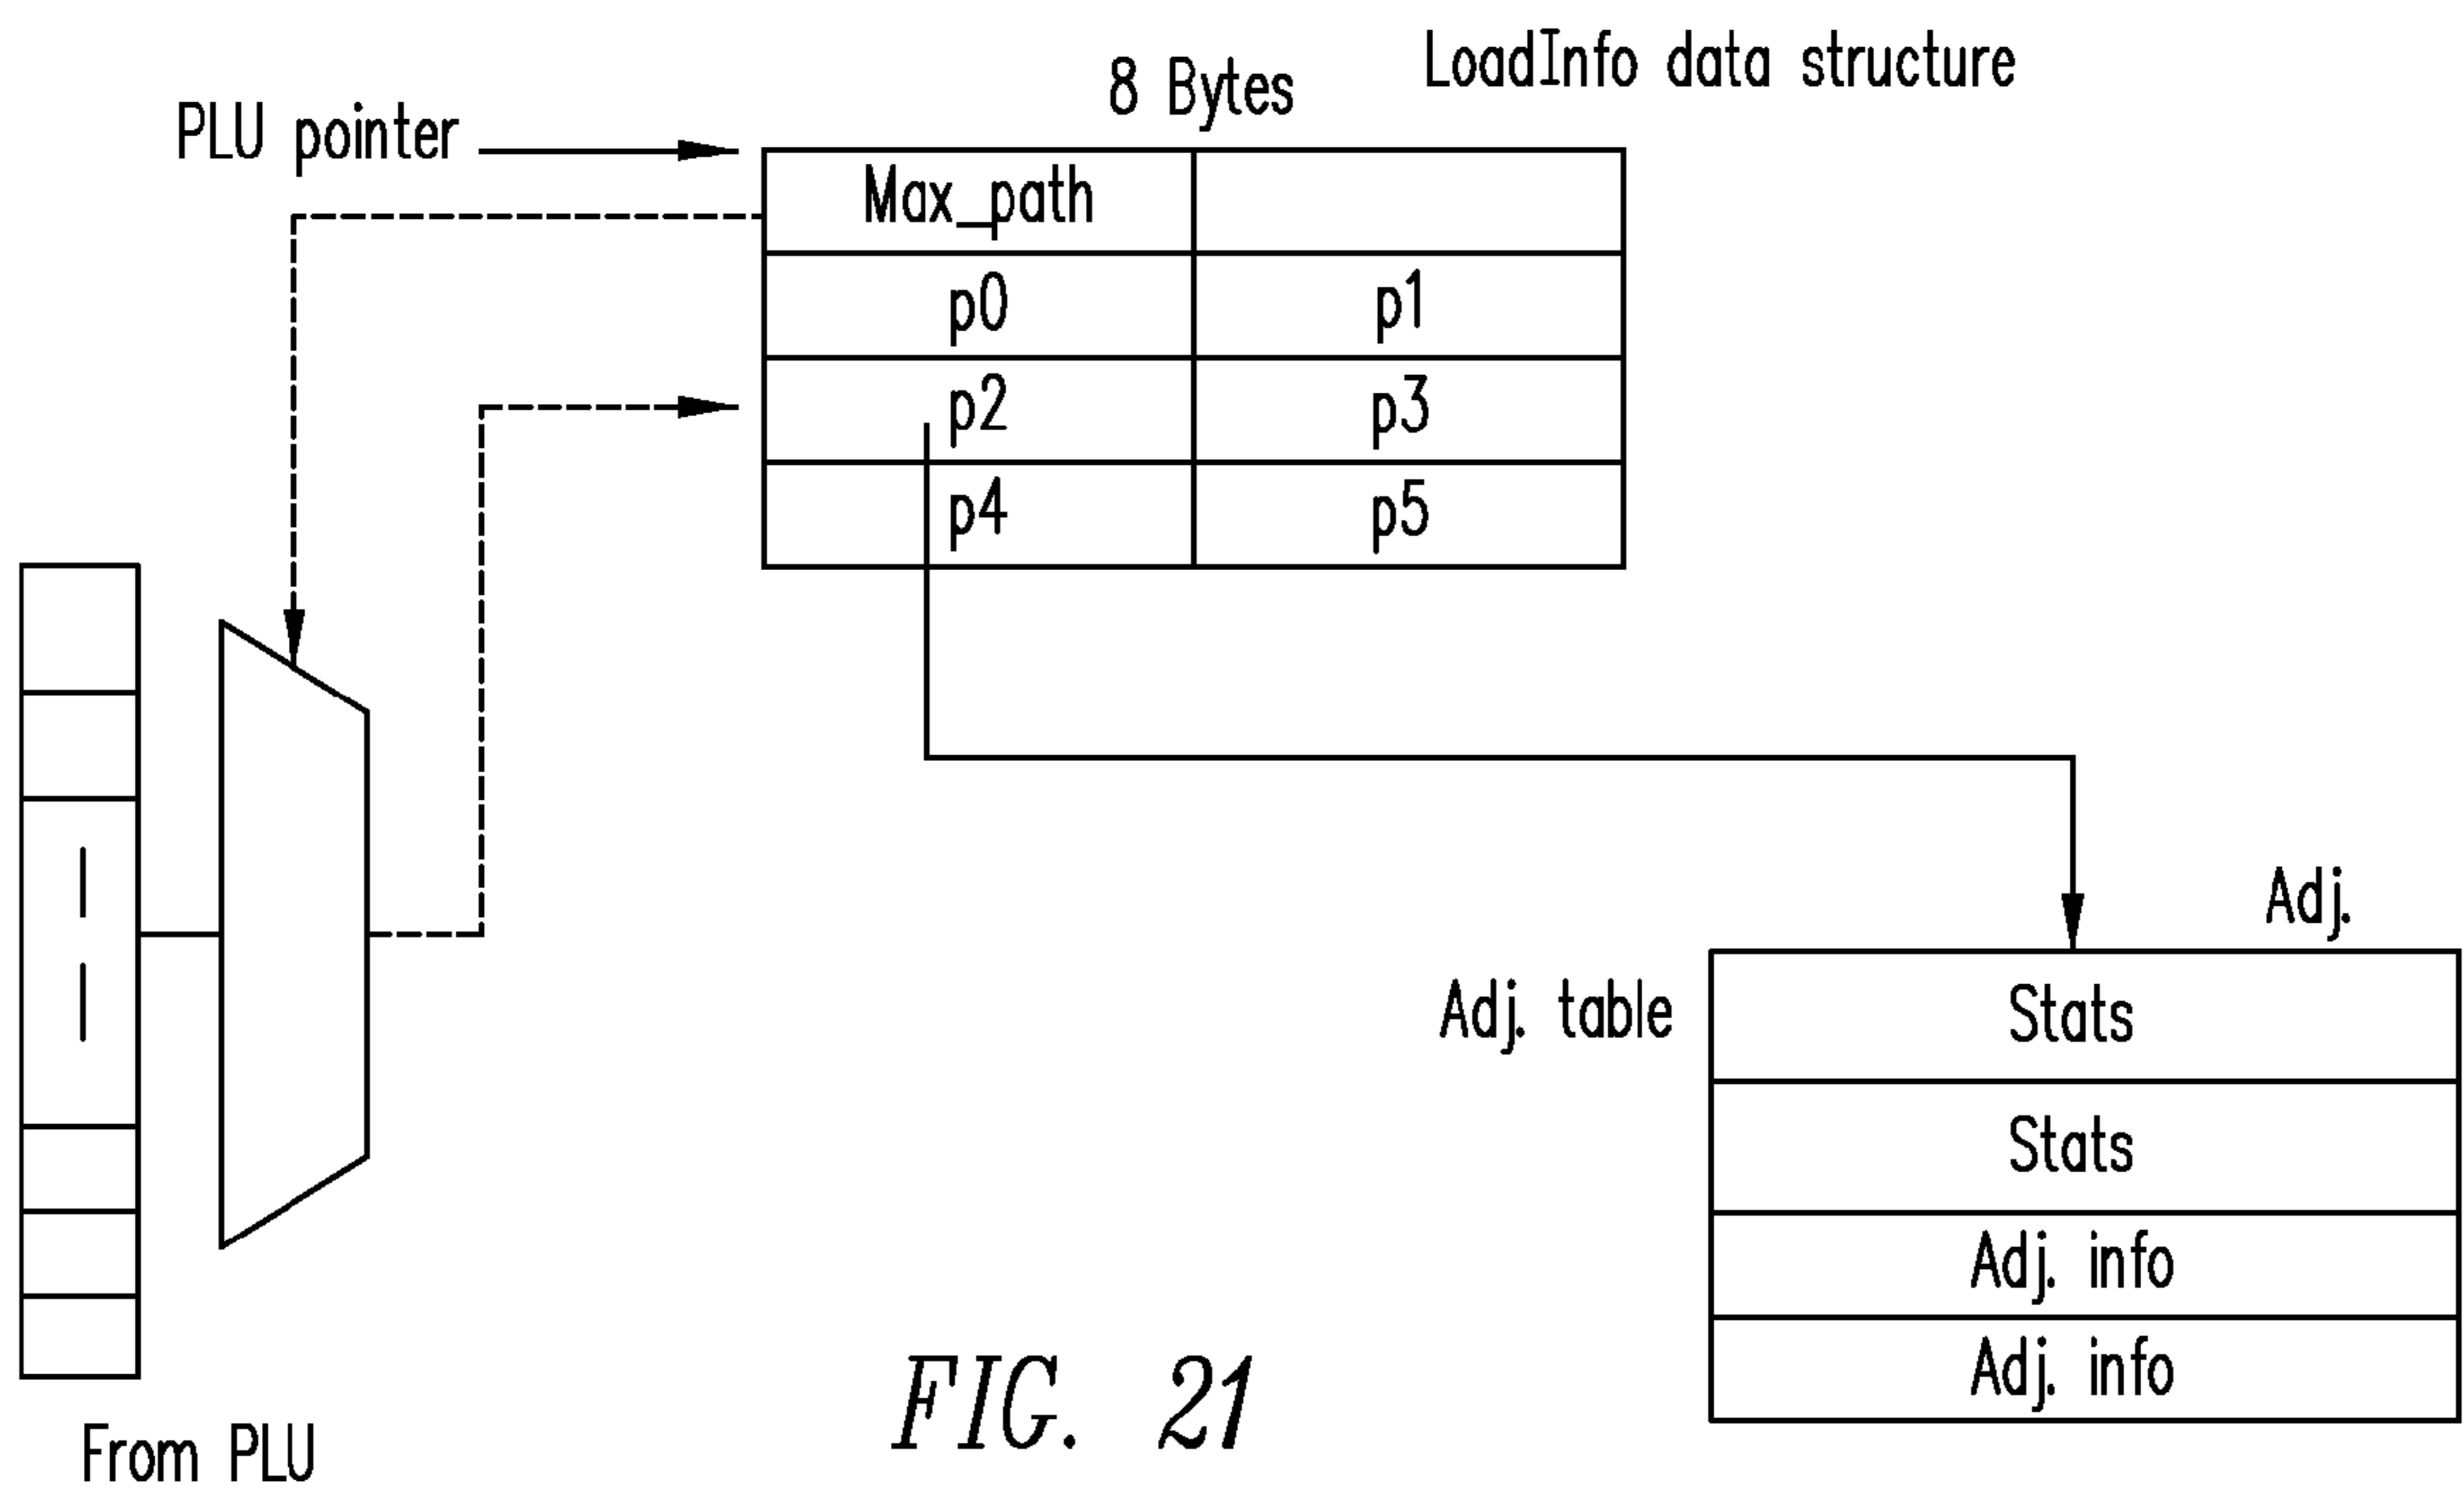 LoadInfo data structure
8 Bytes
PLU pointer
Max_path
p0 p1
p2 p3
p4 p5
Adj.
Adj. table
Stats
Stats
Adj. info
Adj. info
From PLU
FIG. 21